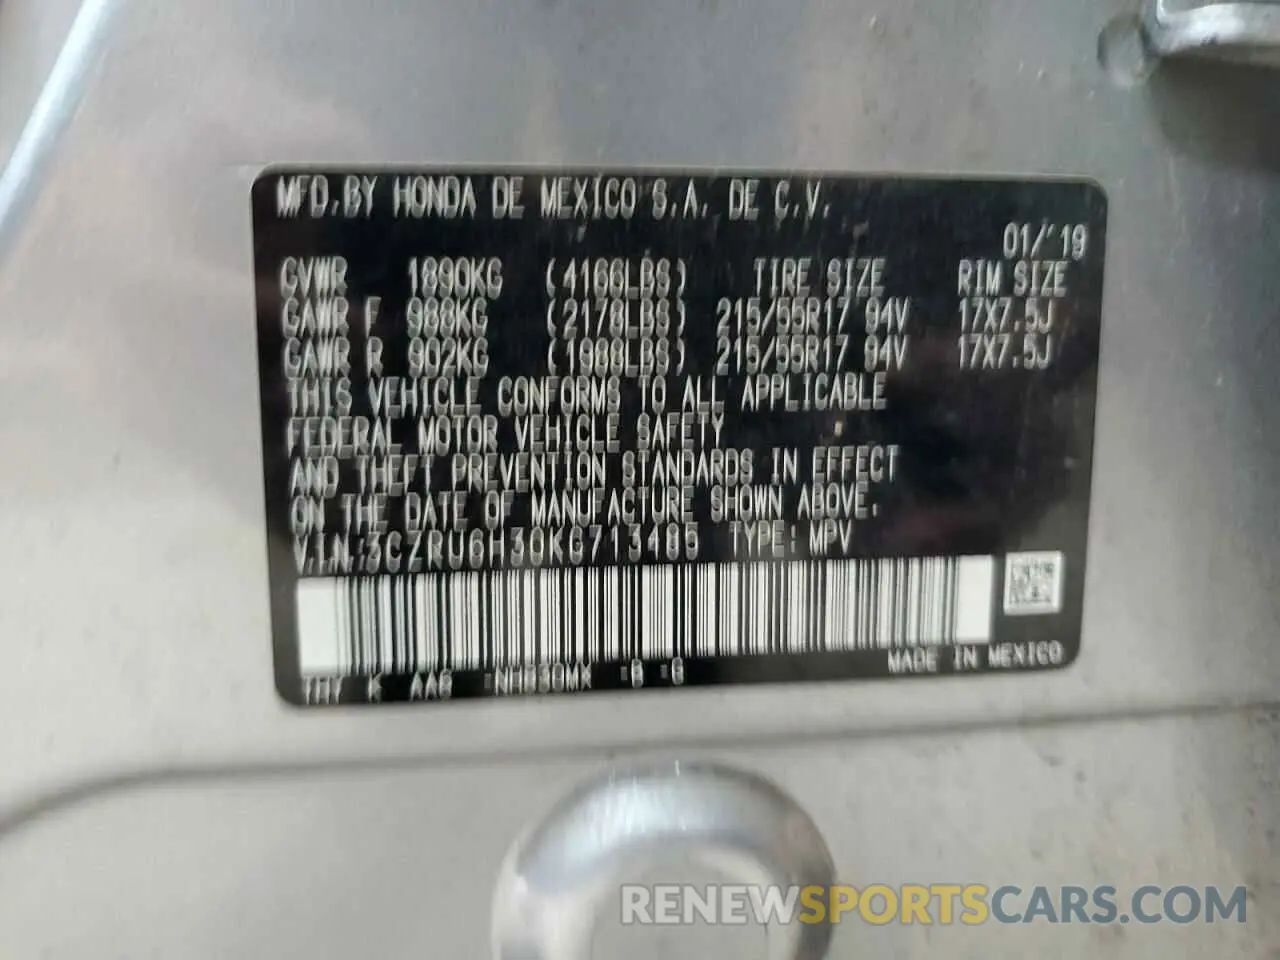 MFD.BY HONDA DE MEXICO S.A. DE C.V.
01/'19
GVWR 1890KG (4166LBS) TIRE SIZE RIM SIZE
GAWR F 988KG (2178LBS) 215/55R17 94V 17X7.5J
GAWR R 902KG (1988LBS) 215/55R17 94V 17X7.5J
THIS VEHICLE CONFORMS TO ALL APPLICABLE
FEDERAL MOTOR VEHICLE SAFETY
AND THEFT PREVENTION STANDARDS IN EFFECT
ON THE DATE OF MANUFACTURE SHOWN ABOVE.
V.I.N.: TYPE: MPV
K AA6
MADE IN MEXICO
RENEWSPORTSCARS.COM